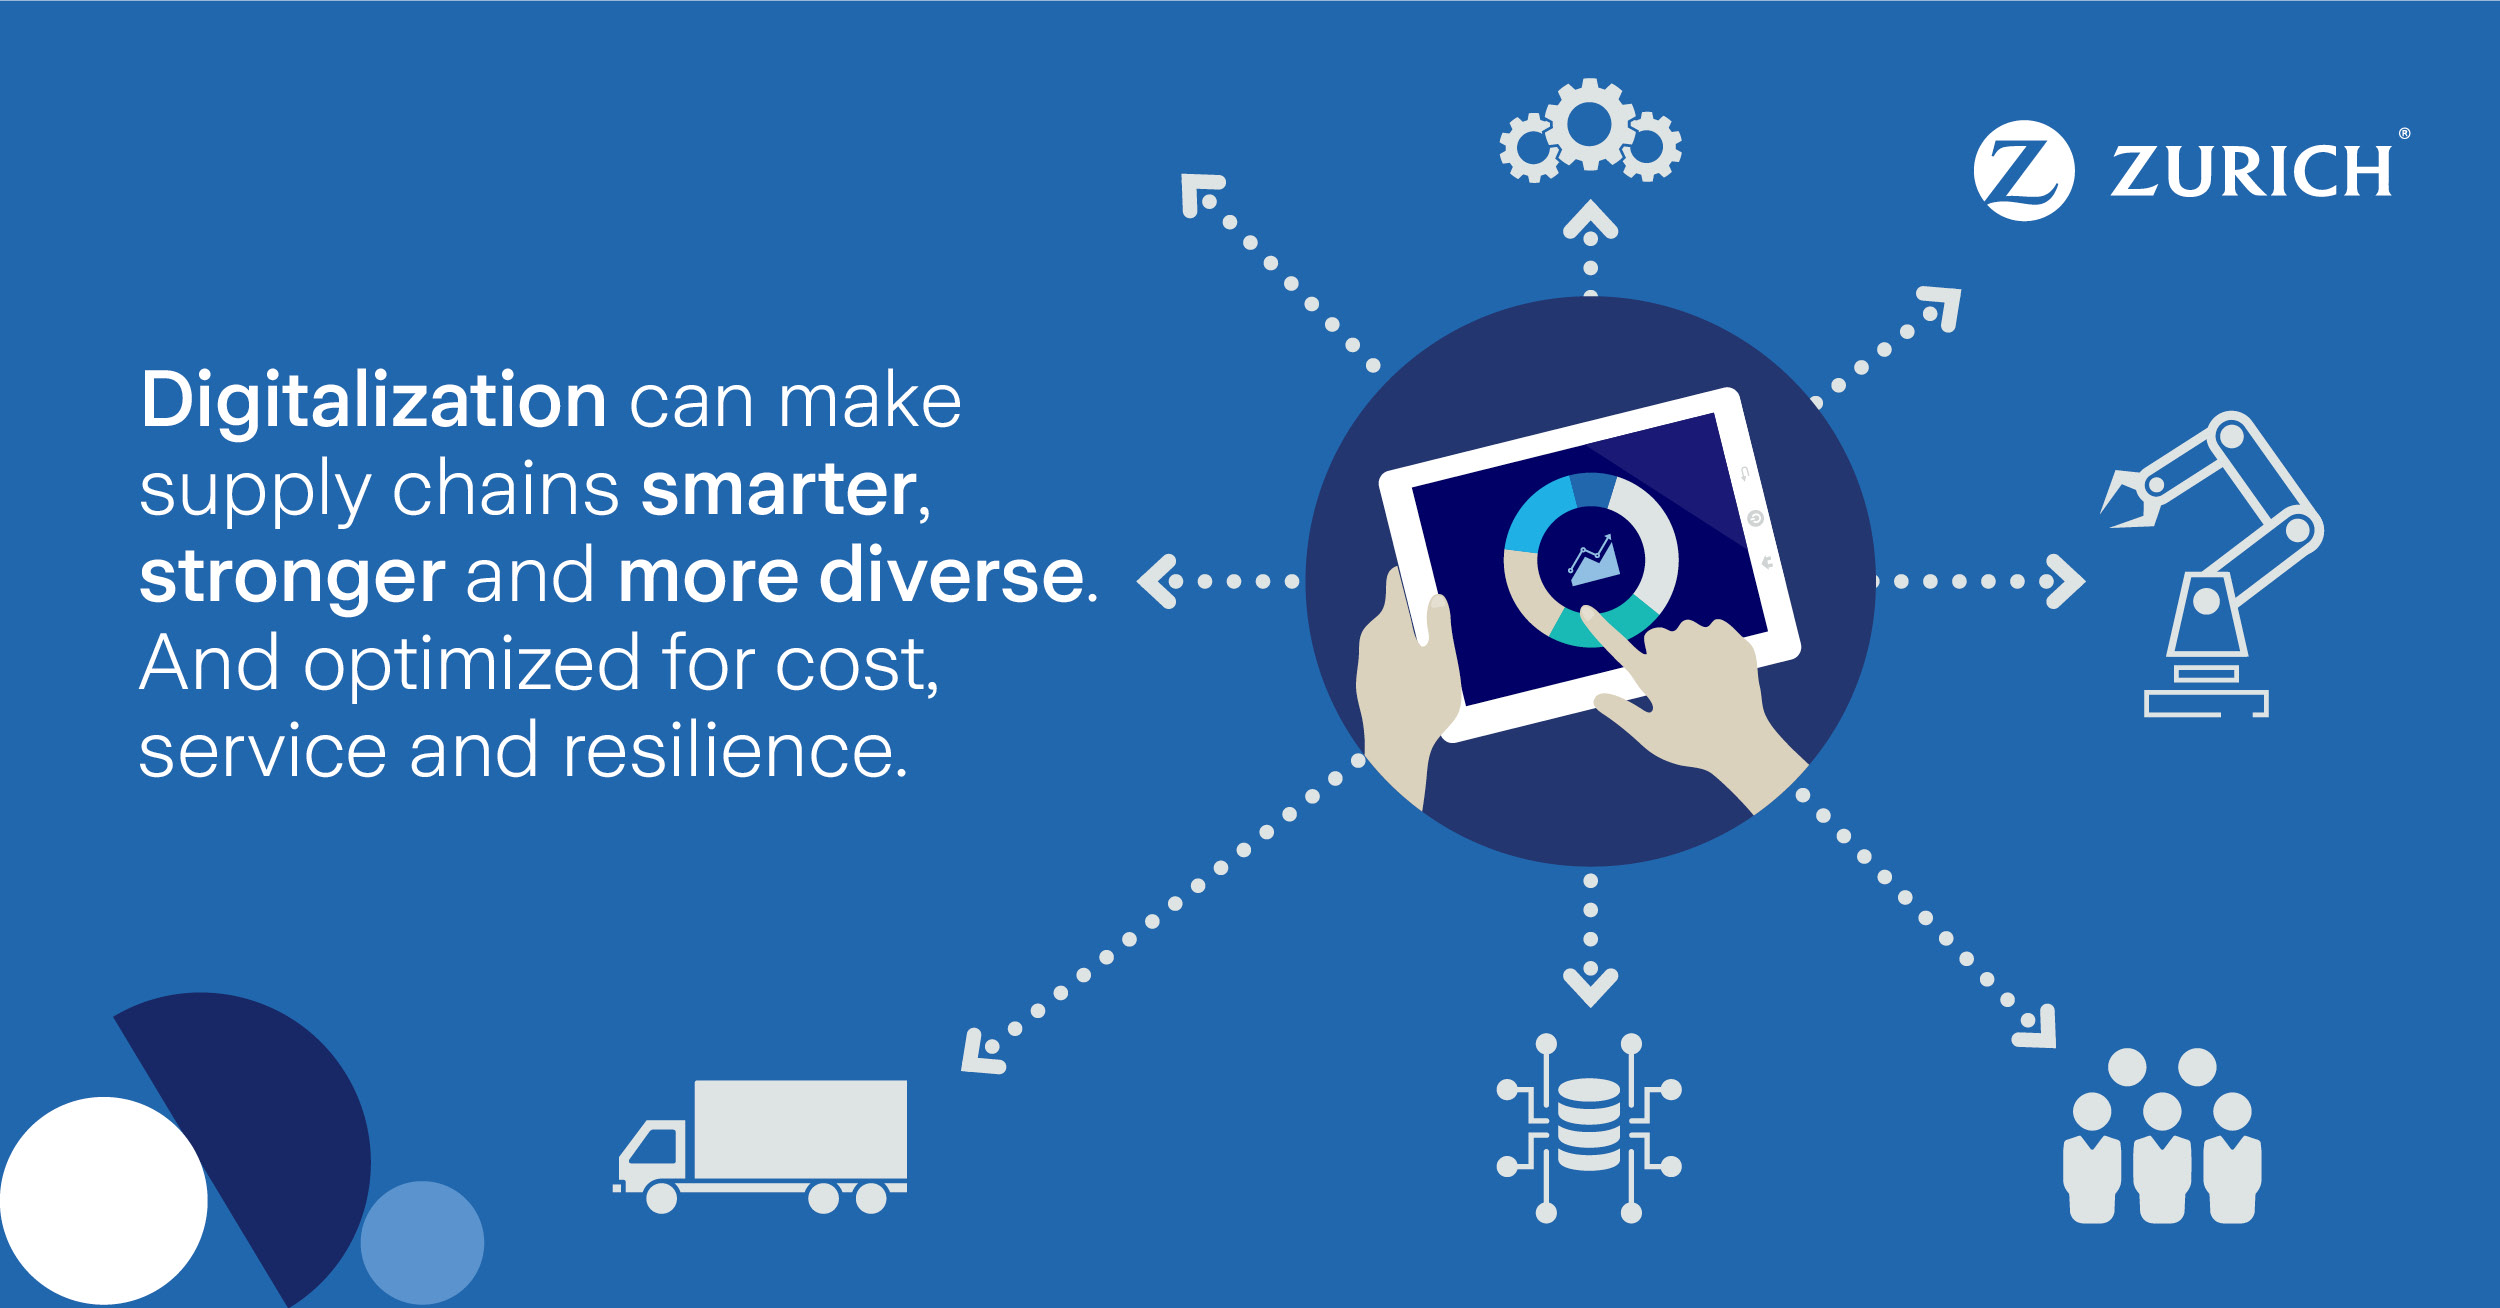 Digitalization can make
supply chains smarter,
stronger and more diverse.
And optimized for cost,
service and resilience.
Z ZURICH®